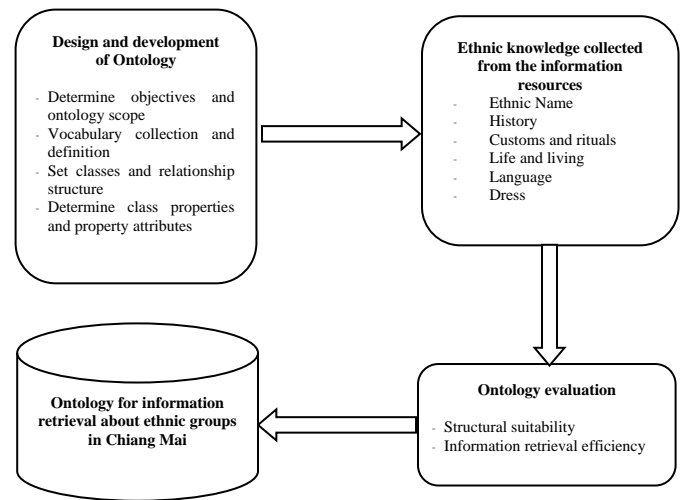 Design and development
of Ontology
- Determine objectives and
ontology scope
- Vocabulary collection and
definition
- Set classes and relationship
structure
- Determine class properties
and property attributes
Ethnic knowledge collected
from the information
resources
- Ethnic Name
- History
- Customs and rituals
- Life and living
- Language
- Dress
Ontology evaluation
- Structural suitability
- Information retrieval efficiency
Ontology for information
retrieval about ethnic groups
in Chiang Mai